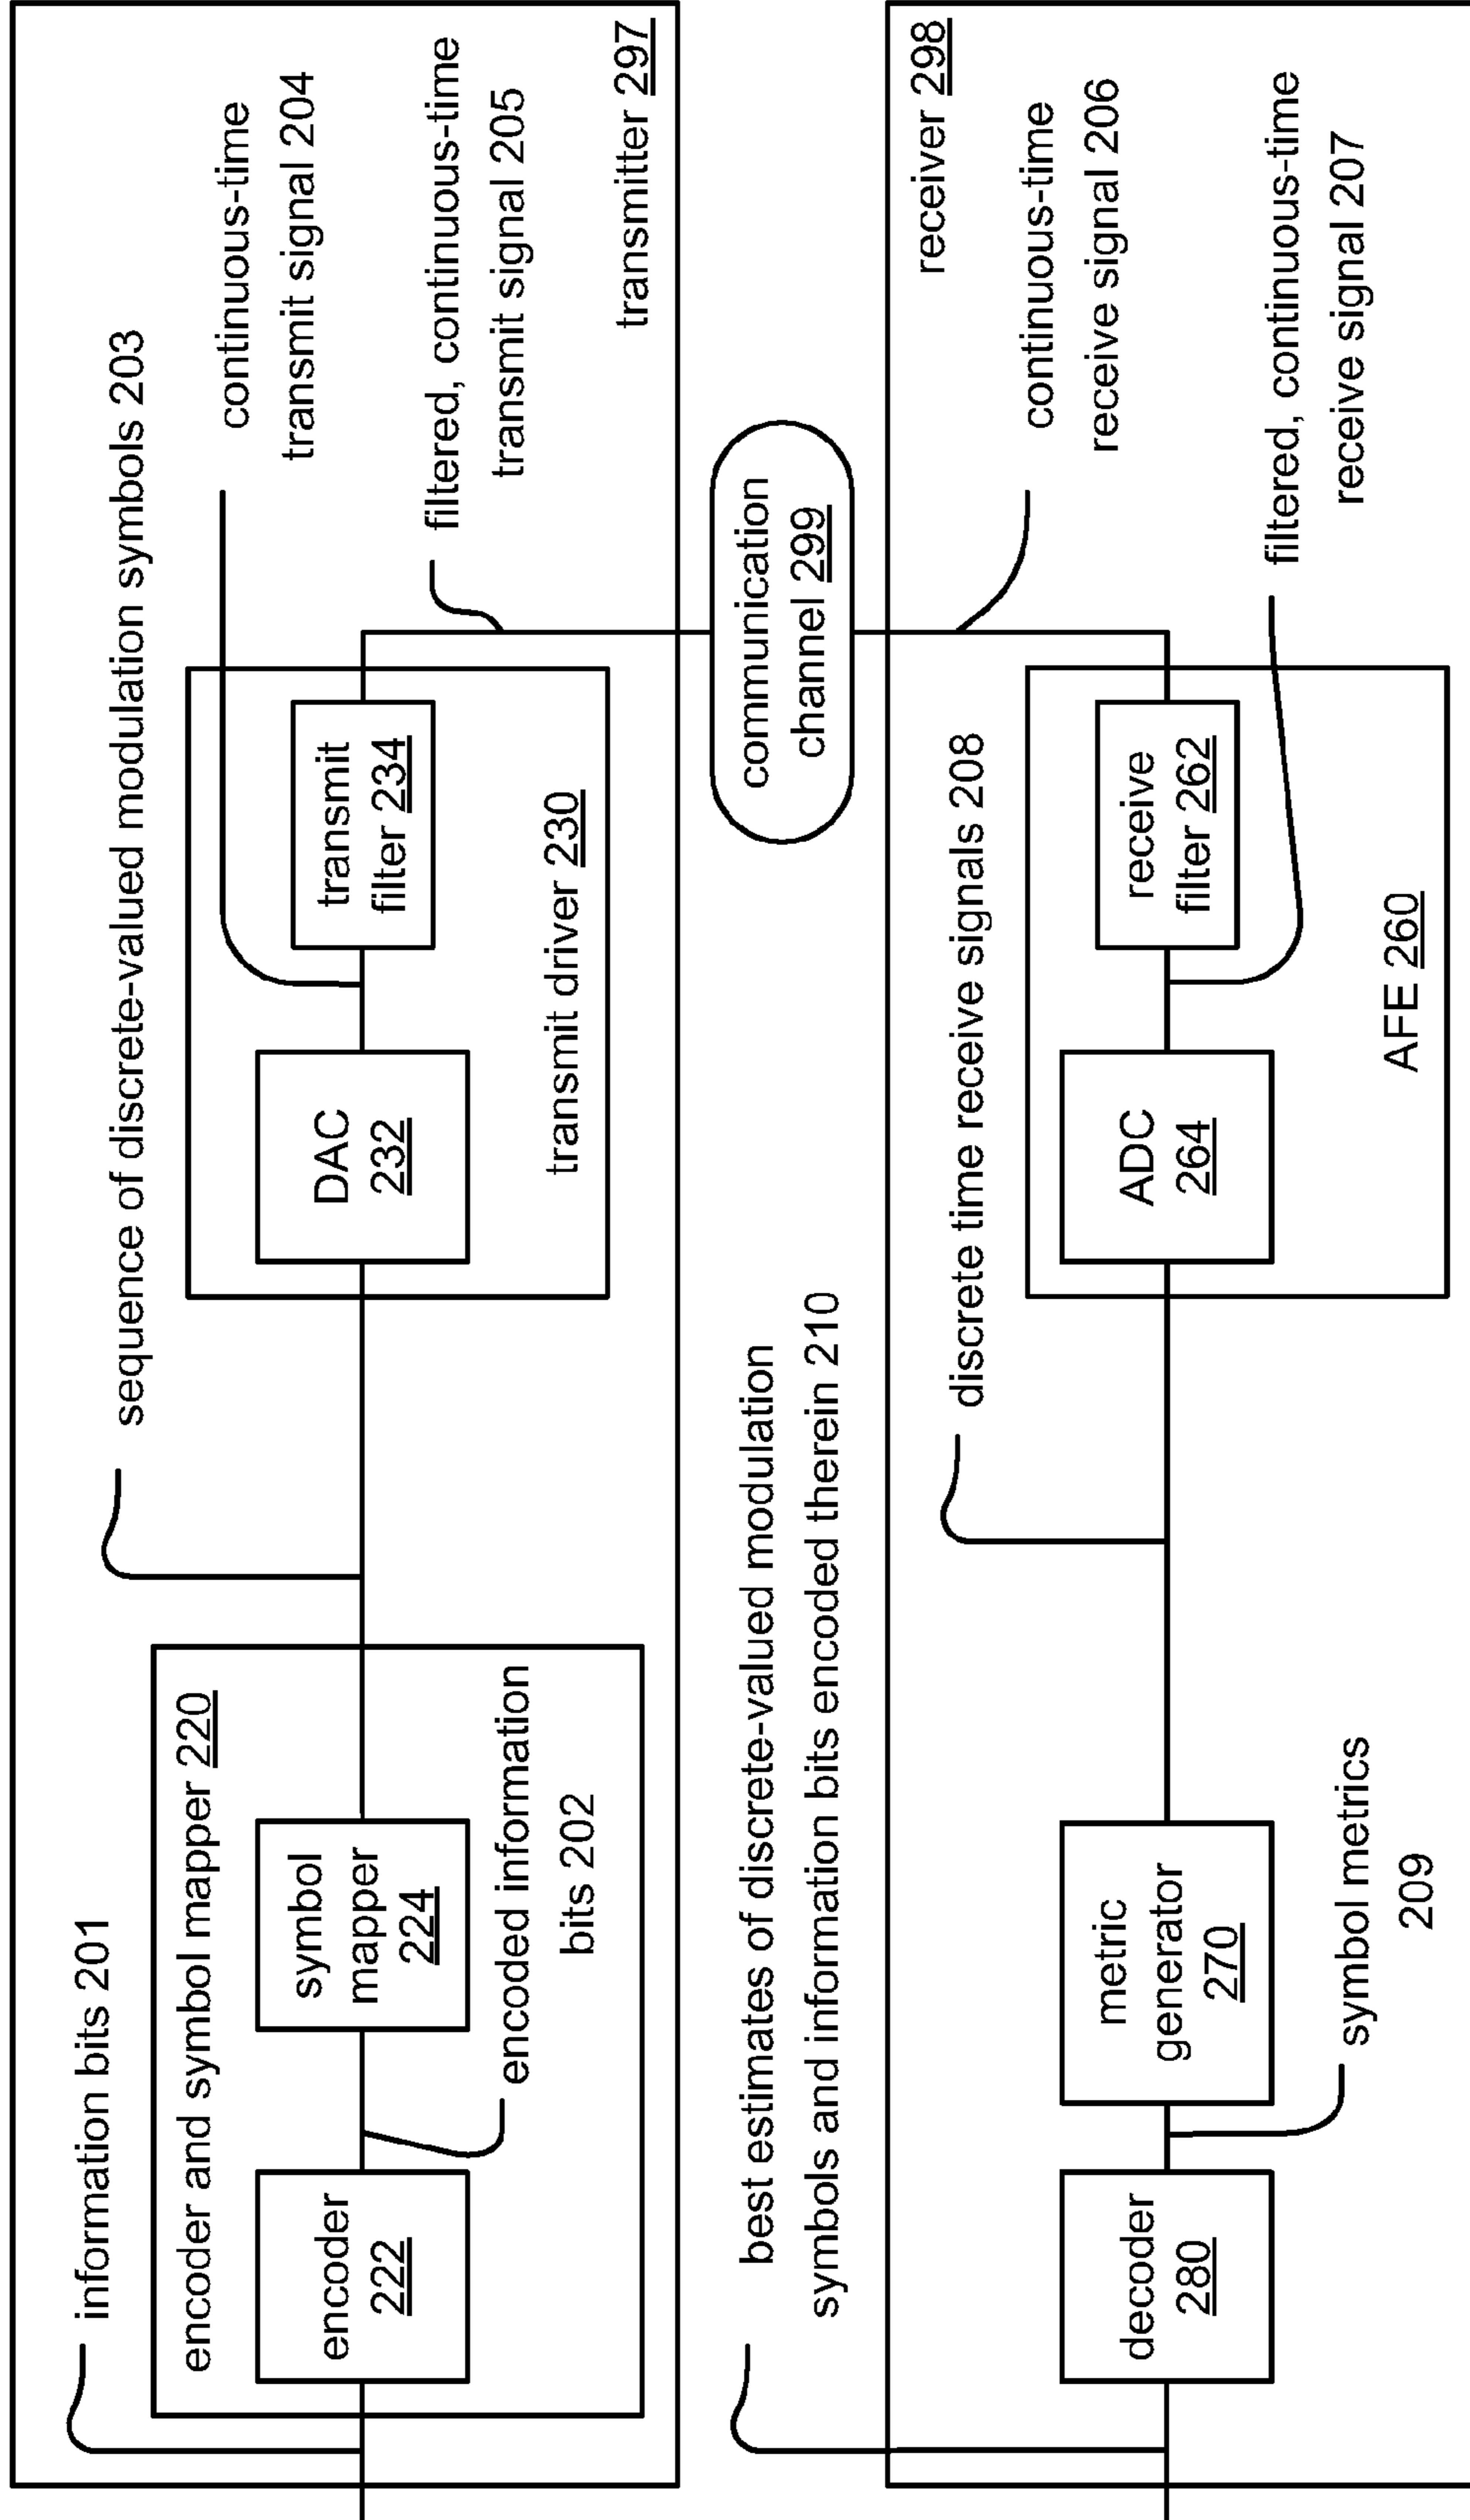 information bits 201
sequence of discrete-valued modulation symbols 203
encoder and symbol mapper 220
continuous-time
transmit signal 204
encoder
222
symbol
mapper
224
DAC
232
transmit
filter 234
filtered, continuous-time
transmit signal 205
encoded information
bits 202
transmit driver 230
transmitter 297
best estimates of discrete-valued modulation
symbols and information bits encoded therein 210
communication
channel 299
receiver 298
discrete time receive signals 208
continuous-time
receive signal 206
decoder
280
metric
generator
270
ADC
264
receive
filter 262
filtered, continuous-time
receive signal 207
symbol metrics
209
AFE 260